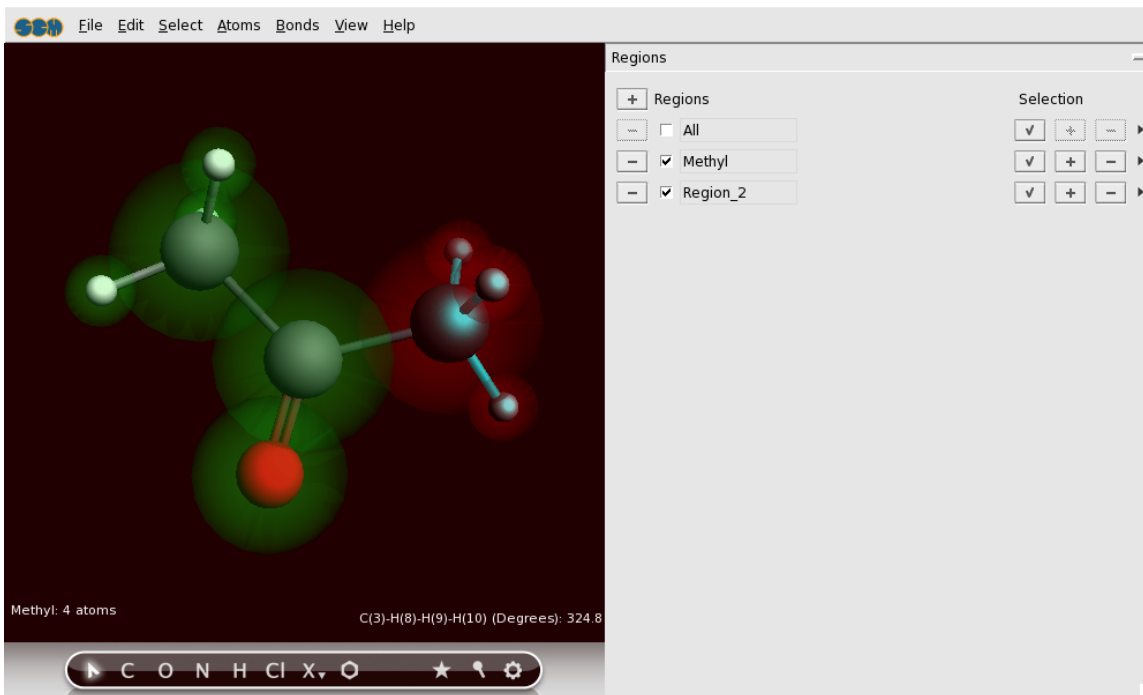 SCM File Edit Select Atoms Bonds View Help
Regions
+ Regions Selection
All
Methyl
Region_2
Methyl: 4 atoms
C(3)-H(8)-H(9)-H(10) (Degrees): 324.8
C O N H Cl X